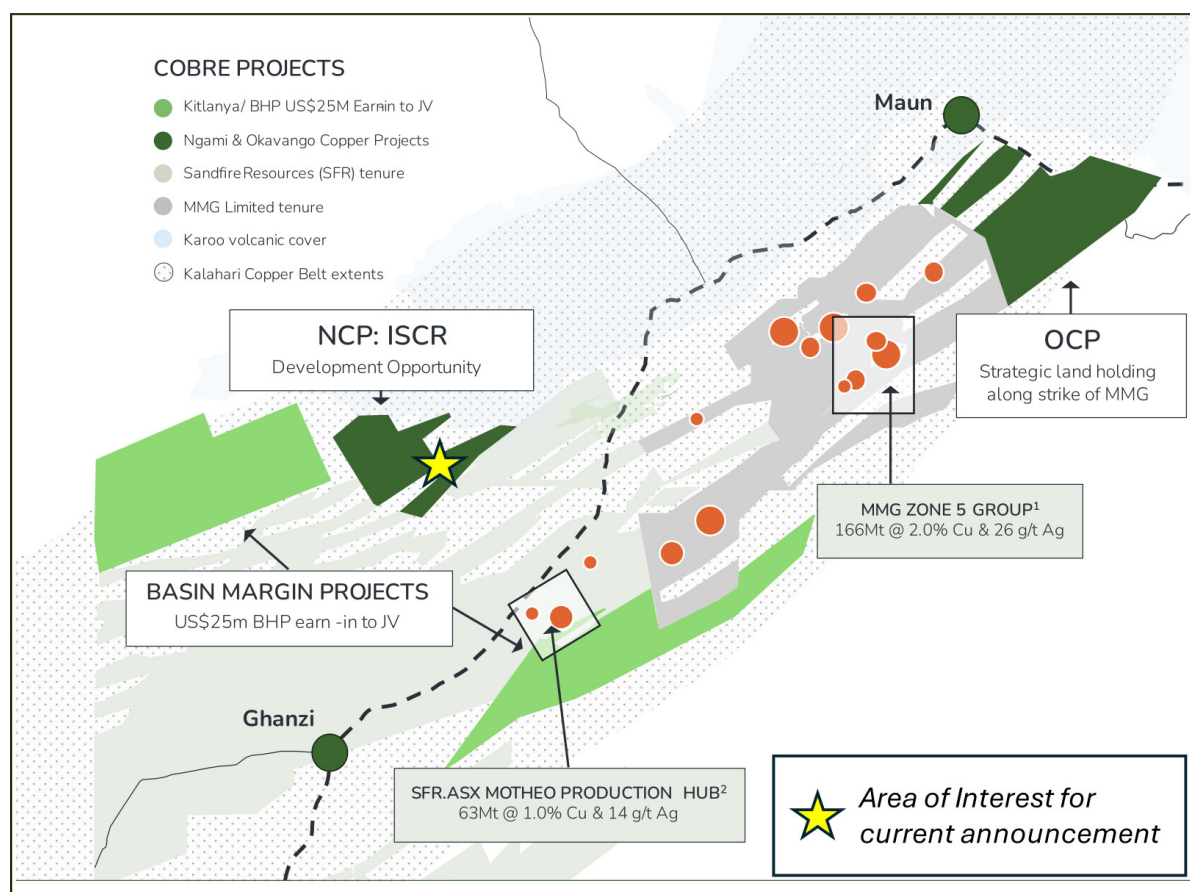 COBRE PROJECTS
Kitlanya/ BHP US$25M Earn-in to JV
Ngami & Okavango Copper Projects
Sandfire Resources (SFR) tenure
MMG Limited tenure
Karoo volcanic cover
Kalahari Copper Belt extents
Maun
NCP: ISCR
Development Opportunity
OCP
Strategic land holding
along strike of MMG
MMG ZONE 5 GROUP¹
166Mt @ 2.0% Cu & 26 g/t Ag
BASIN MARGIN PROJECTS
US$25m BHP earn -in to JV
Ghanzi
SFR.ASX MOTHEO PRODUCTION HUB²
63Mt @ 1.0% Cu & 14 g/t Ag
Area of Interest for
current announcement